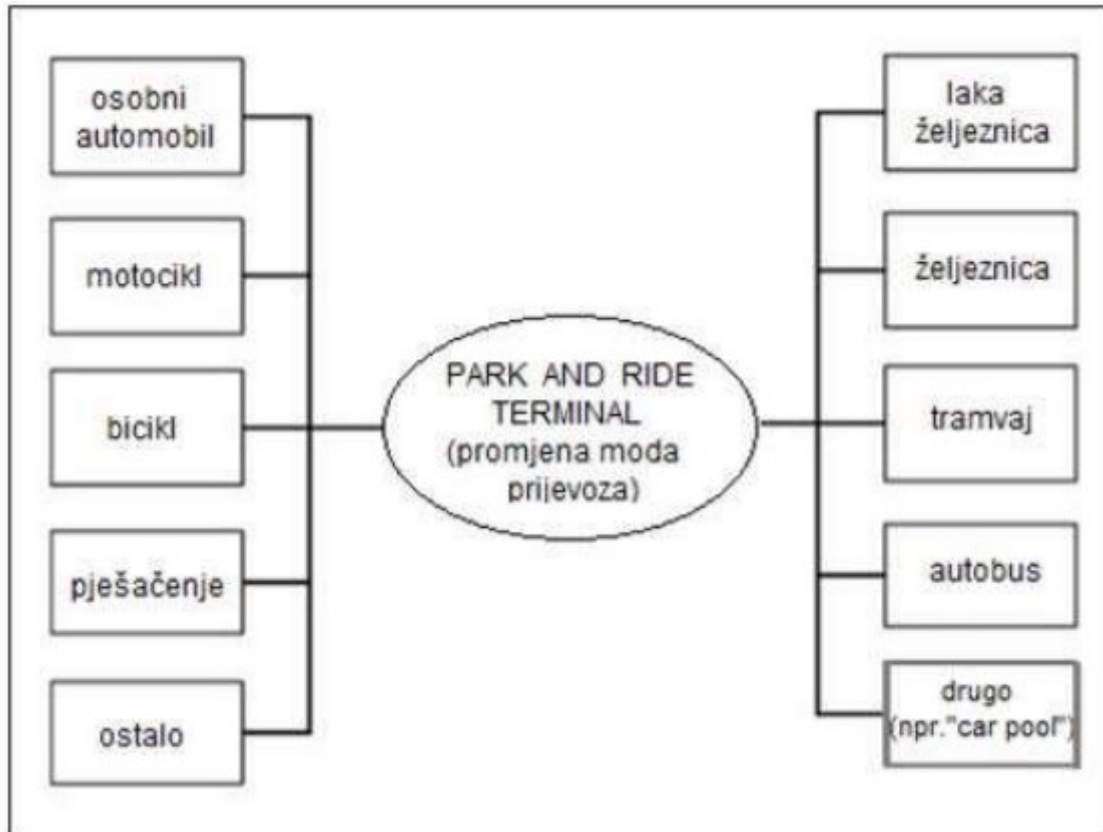 osobni
automobil
motocikl
bicikl
pješačenje
ostalo
PARK AND RIDE
TERMINAL
(promjena moda
prijevoza)
laka
željeznica
željeznica
tramvaj
autobus
drugo
(npr."car pool")